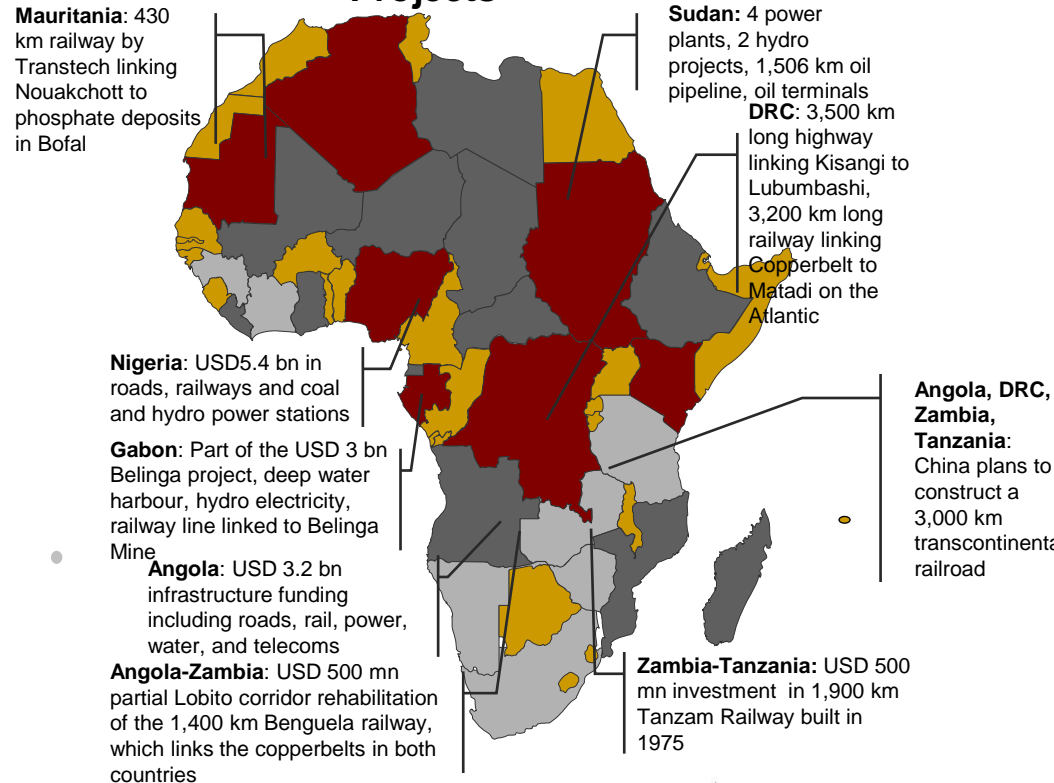 Projects
Mauritania: 430
km railway by
Transtech linking
Nouakchott to
phosphate deposits
in Bofal
Sudan: 4 power
plants, 2 hydro
projects, 1,506 km oil
pipeline, oil terminals
DRC: 3,500 km
long highway
linking Kisangi to
Lubumbashi,
3,200 km long
railway linking
Copperbelt to
Matadi on the
Atlantic
Nigeria: USD5.4 bn in
roads, railways and coal
and hydro power stations
Gabon: Part of the USD 3 bn
Belinga project, deep water
harbour, hydro electricity,
railway line linked to Belinga
Mine
Angola: USD 3.2 bn
infrastructure funding
including roads, rail, power,
water, and telecoms
Angola-Zambia: USD 500 mn
partial Lobito corridor rehabilitation
of the 1,400 km Benguela railway,
which links the copperbelts in both
countries
Angola, DRC,
Zambia,
Tanzania:
China plans to
construct a
3,000 km
transcontinenta
railroad
Zambia-Tanzania: USD 500
mn investment in 1,900 km
Tanzam Railway built in
1975